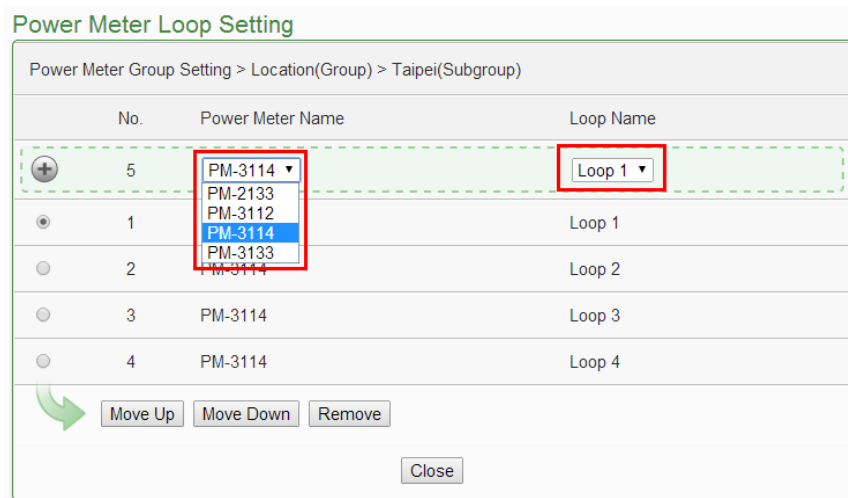 Power Meter Loop Setting
Power Meter Group Setting > Location(Group) > Taipei(Subgroup)
No. Power Meter Name Loop Name
5 PM-3114 Loop 1
PM-2133
PM-3112
PM-3114
PM-3133
1 Loop 1
2 PM-3114 Loop 2
3 PM-3114 Loop 3
4 PM-3114 Loop 4
Move Up Move Down Remove
Close